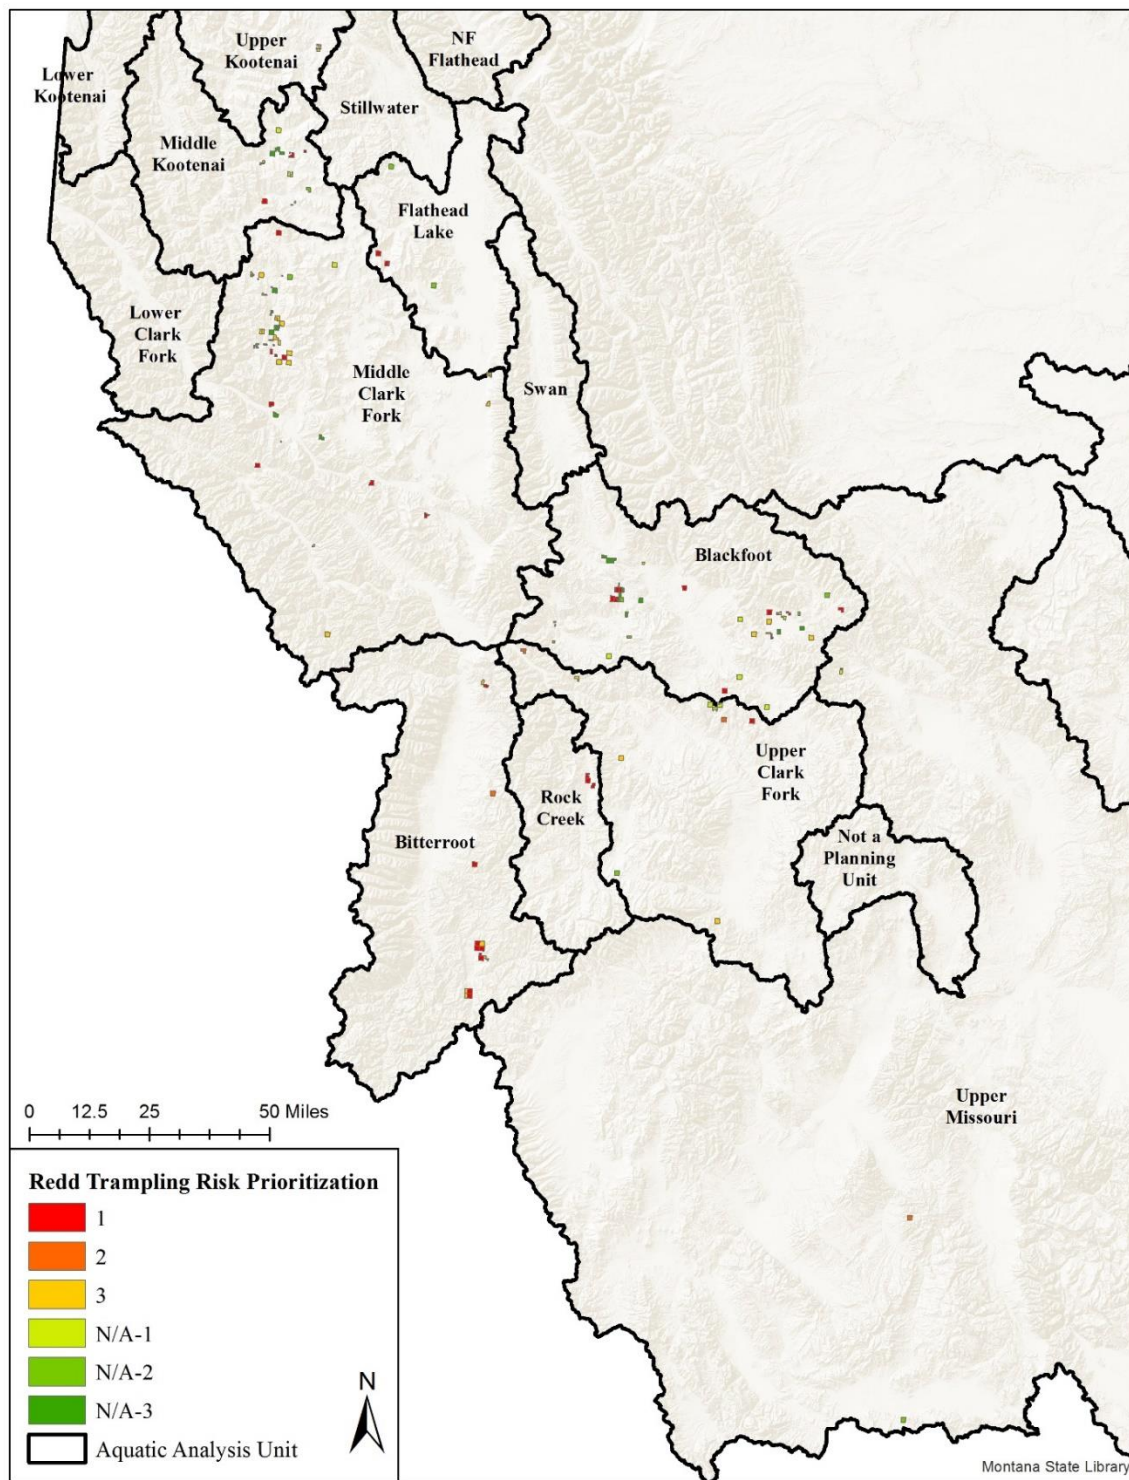 Upper
Kootenai
NF
Flathead
Lower
Kootenai
Stillwater
Middle
Kootenai
Flathead
Lake
Lower
Clark
Fork
Middle
Clark
Fork
Swan
Blackfoot
Upper
Clark
Fork
Rock
Creek
Bitterroot
Not a
Planning
Unit
Upper
Missouri
0 12.5 25 50 Miles
Redd Trampling Risk Prioritization
1
2
3
N/A-1
N/A-2
N/A-3
Aquatic Analysis Unit
N
Montana State Library